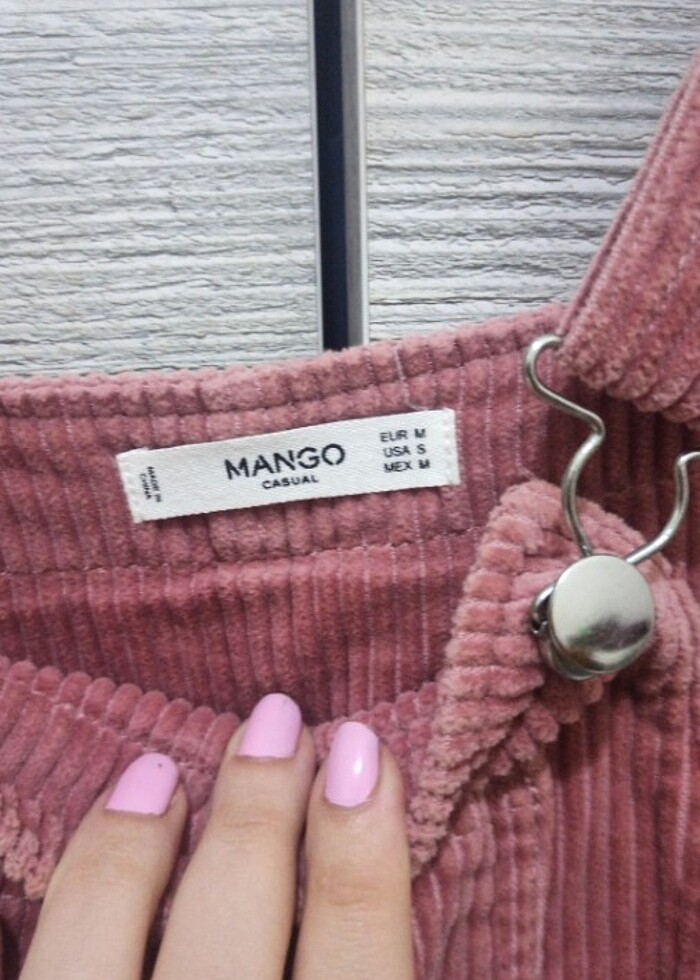 MANGO
CASUAL
EUR M
USA S
MEX M
MADE IN
CHINA